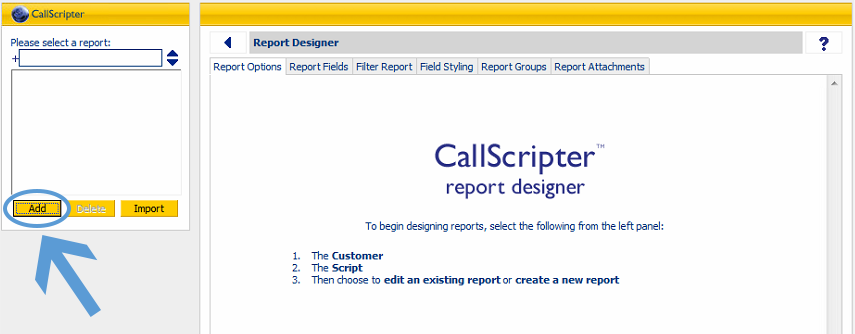 CallScripter
Please select a report:
+
Add
Delete
Import
Report Designer
?
Report Options
Report Fields
Filter Report
Field Styling
Report Groups
Report Attachments
CallScripter™
report designer
To begin designing reports, select the following from the left panel:
1. The Customer
2. The Script
3. Then choose to edit an existing report or create a new report